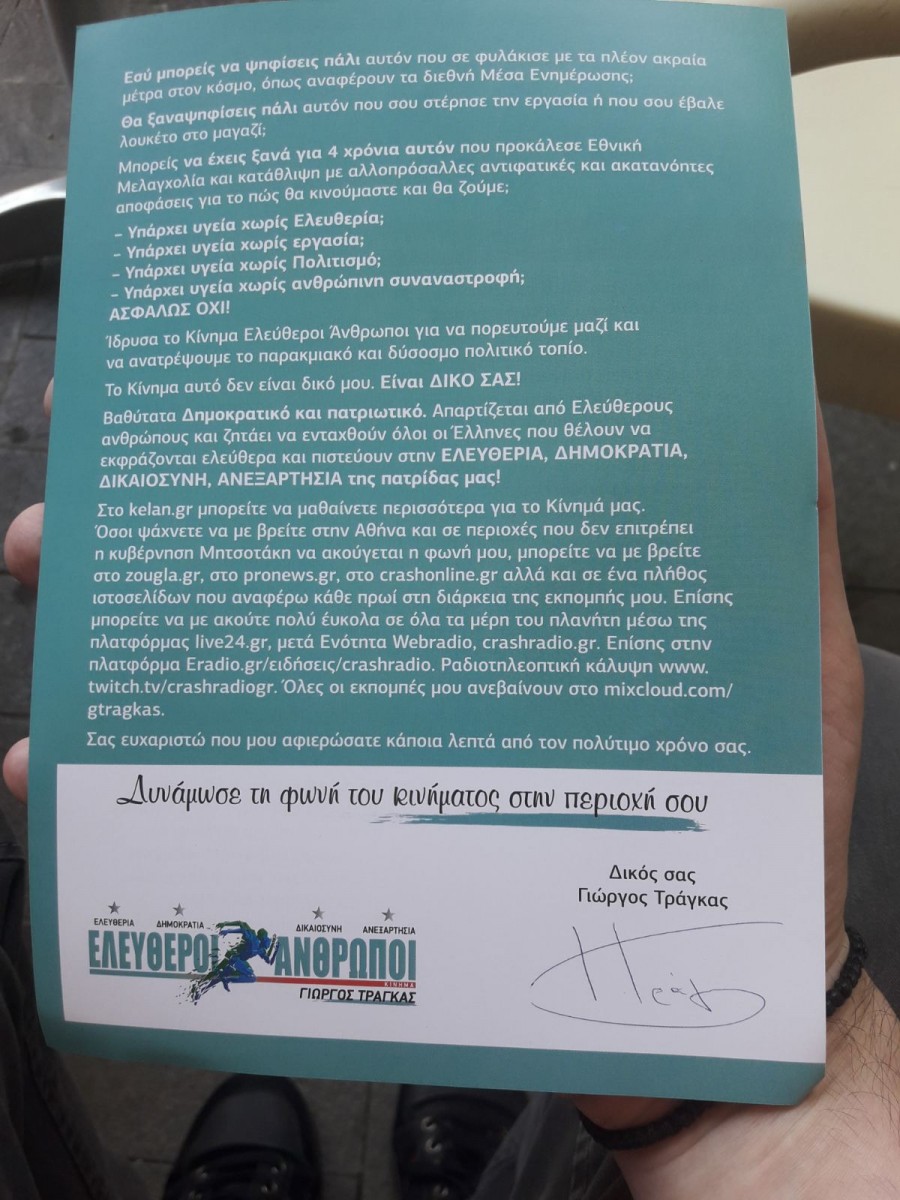 Εσύ μπορείς να ψηφίσεις πάλι αυτόν που σε φυλάκισε με τα πλέον ακραία
μέτρα στον κόσμο, όπως αναφέρουν τα διεθνή Μέσα Ενημέρωσης;
Θα ξαναψηφίσεις πάλι αυτόν που σου στέρησε την εργασία ή που σου έβαλε
λουκέτο στο μαγαζί;
Μπορείς να έχεις ξανά για 4 χρόνια αυτόν που προκάλεσε Εθνική
Μελαγχολία και κατάθλιψη με αλλοπρόσαλλες αντιφατικές και ακατανόπτες
αποφάσεις για το πώς θα κινούμαστε και θα ζούμε;
– Υπάρχει υγεία χωρίς Ελευθερία;
– Υπάρχει υγεία χωρίς εργασία;
– Υπάρχει υγεία χωρίς Πολιτισμό;
– Υπάρχει υγεία χωρίς ανθρώπινη συναναστροφή;
ΑΣΦΑΛΩΣ ΟΧΙ!
Ίδρυσα το Κίνημα Ελεύθεροι Άνθρωποι για να πορευτούμε μαζί και
να ανατρέψουμε το παρακμιακό και δύσοσμο πολιτικό τοπίο.
Το Κίνημα αυτό δεν είναι δικό μου. Είναι ΔΙΚΟ ΣΑΣ!
Βαθύτατα Δημοκρατικό και πατριωτικό. Απαρτίζεται από Ελεύθερους
ανθρώπους και ζητάει να ενταχθούν όλοι οι Έλληνες που θέλουν να
εκφράζονται ελεύθερα και πιστεύουν στην ΕΛΕΥΘΕΡΙΑ, ΔΗΜΟΚΡΑΤΙΑ,
ΔΙΚΑΙΟΣΥΝΗ, ΑΝΕΞΑΡΤΗΣΙΑ της πατρίδας μας!
Στο kelan.gr μπορείτε να μαθαίνετε περισσότερα για το Κίνημά μας.
Όσοι ψάχνετε να με βρείτε στην Αθήνα και σε περιοχές που δεν επιτρέπει
η κυβέρνηση Μητσοτάκη να ακούγεται η φωνή μου, μπορείτε να με βρείτε
στο zougla.gr, στο pronews.gr, στο crashonline.gr αλλά και σε ένα πλήθος
ιστοσελίδων που αναφέρω κάθε πρωί στη διάρκεια της εκπομπής μου. Επίσης
μπορείτε να με ακούτε πολύ έυκολα σε όλα τα μέρη του πλανήτη μέσω της
πλατφόρμας live24.gr, μετά Ενότητα Webradio, crashradio.gr. Επίσης στην
πλατφόρμα Eradio.gr/ειδήσεις/crashradio. Ραδιοτηλεοπτική κάλυψη www.
twitch.tv/crashradiogr. Όλες οι εκπομπές μου ανεβαίνουν στο mixcloud.com/
gtragkas.
Σας ευχαριστώ που μου αφιερώσατε κάποια λεπτά από τον πολύτιμο χρόνο σας.
Δυνάμωσε τη φωνή του κινήματος στην περιοχή σου
Δικός σας
Γιώργος Τράγκας
ΕΛΕΥΘΕΡΙΑ ΔΗΜΟΚΡΑΤΙΑ ΔΙΚΑΙΟΣΥΝΗ ΑΝΕΞΑΡΤΗΣΙΑ
ΕΛΕΥΘΕΡΟΙ ΑΝΘΡΩΠΟΙ
ΚΙΝΗΜΑ
ΓΙΩΡΓΟΣ ΤΡΑΓΚΑΣ